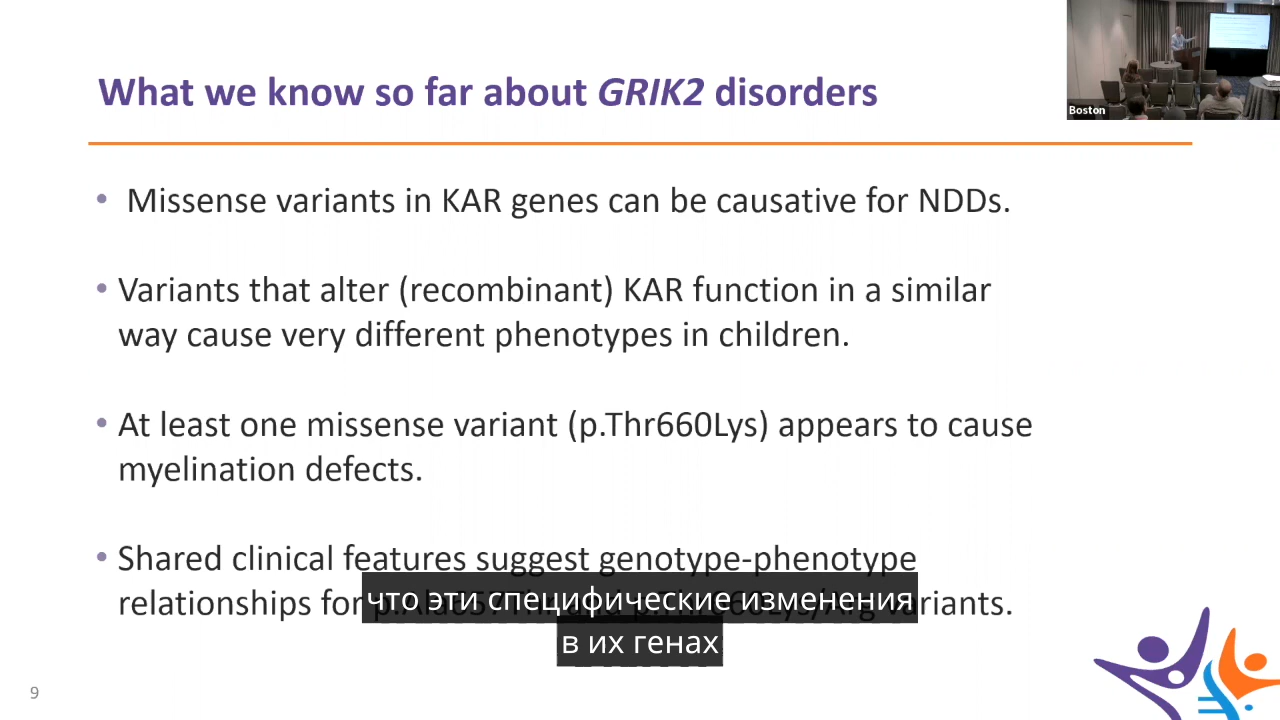 What we know so far about GRIK2 disorders
Boston
• Missense variants in KAR genes can be causative for NDDs.
• Variants that alter (recombinant) KAR function in a similar
way cause very different phenotypes in children.
• At least one missense variant (p.Thr660Lys) appears to cause
myelination defects.
• Shared clinical features suggest genotype-phenotype
relationships for variants.
что эти специфические изменения
в их генах
9